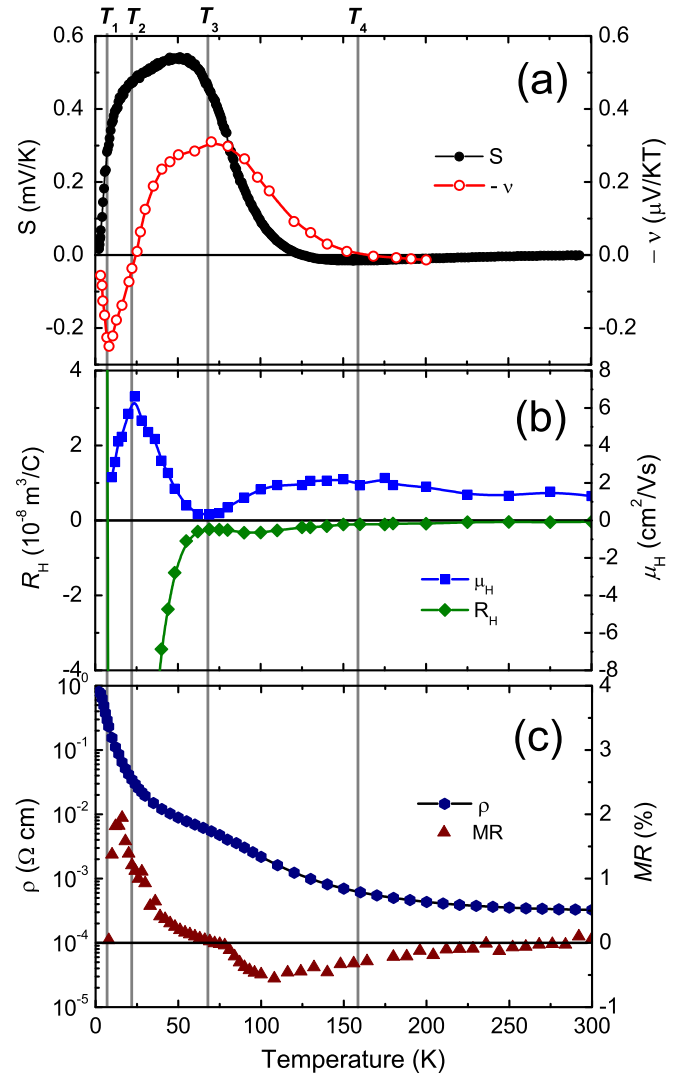 T1 T2 T3 T4
0.6 0.6
(a)
0.4 0.4
S
- ν
0.2 0.2
S (mV/K)
− ν (μV/KT)
0.0 0.0
-0.2 -0.2
4 8
(b)
6
2 4
2
0 0
-2
μH
RH
-2 -4
-6
-4 -8
RH (10-8 m3/C)
μH (cm2/Vs)
100 4
(c)
10-1 3
10-2 2
ρ
MR
10-3 1
10-4 0
10-5 -1
ρ (Ω cm)
MR (%)
0 50 100 150 200 250 300
Temperature (K)